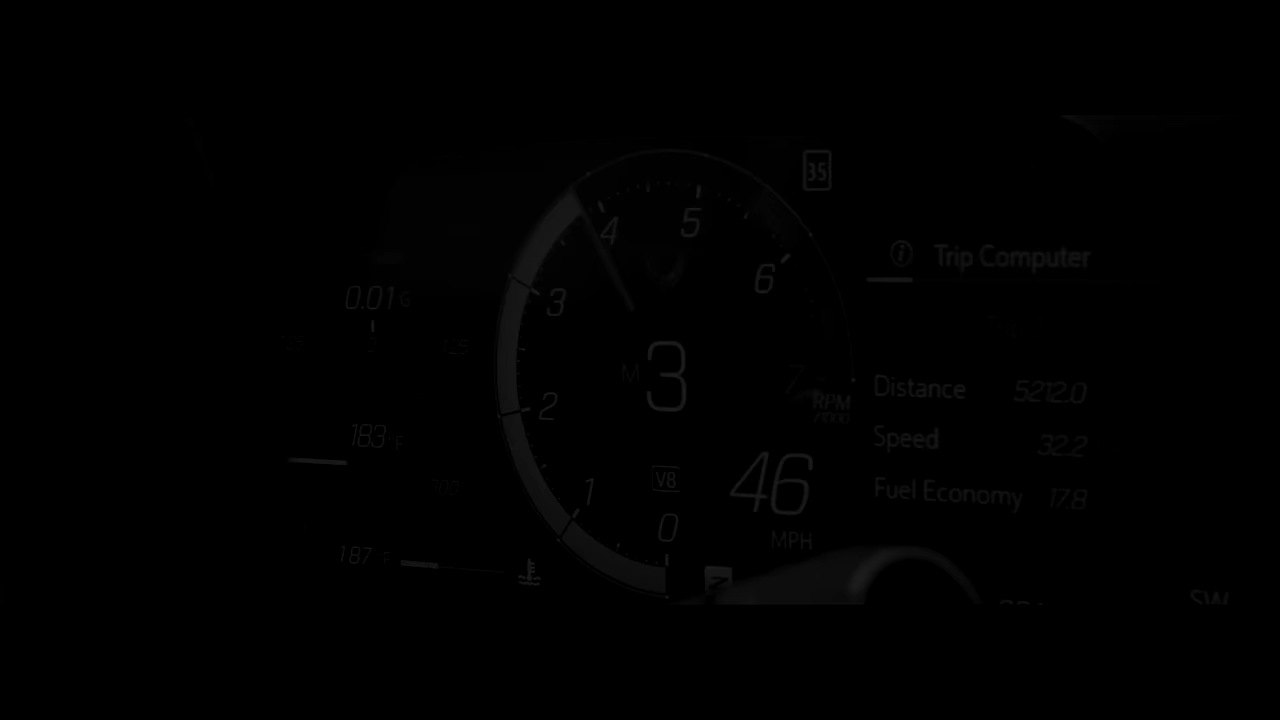 35
5
4
6
Trip Computer
0.01 G
3
M 3
7
RPM
/1000
Distance 5212.0
2
183 °F
Speed 32.2
V8
46
MPH
1
Fuel Economy 17.8
0
187 F
SW